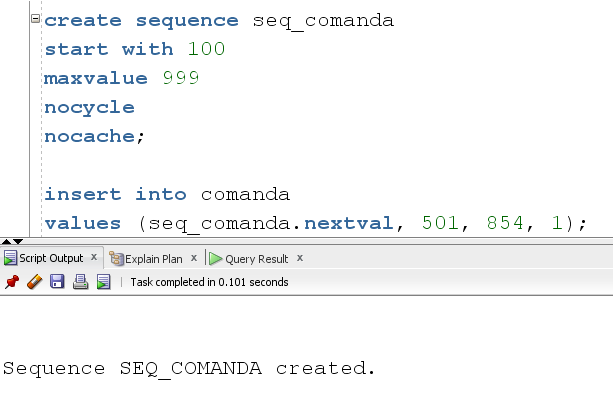 create sequence seq_comanda
start with 100
maxvalue 999
nocycle
nocache;
insert into comanda
values (seq_comanda.nextval, 501, 854, 1);
Script Output x Explain Plan x Query Result x
Task completed in 0.101 seconds
Sequence SEQ_COMANDA created.